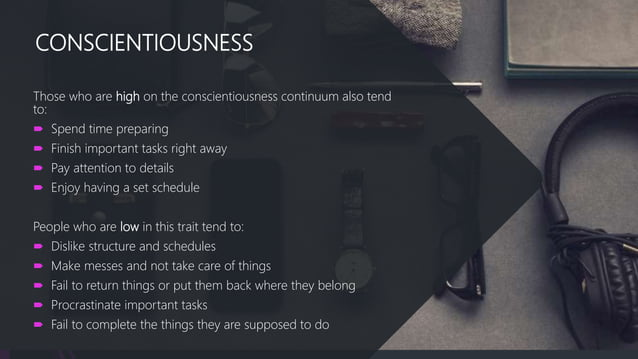 CONSCIENTIOUSNESS
Those who are high on the conscientiousness continuum also tend
to:
Spend time preparing
Finish important tasks right away
Pay attention to details
Enjoy having a set schedule
People who are low in this trait tend to:
Dislike structure and schedules
Make messes and not take care of things
Fail to return things or put them back where they belong
Procrastinate important tasks
Fail to complete the things they are supposed to do